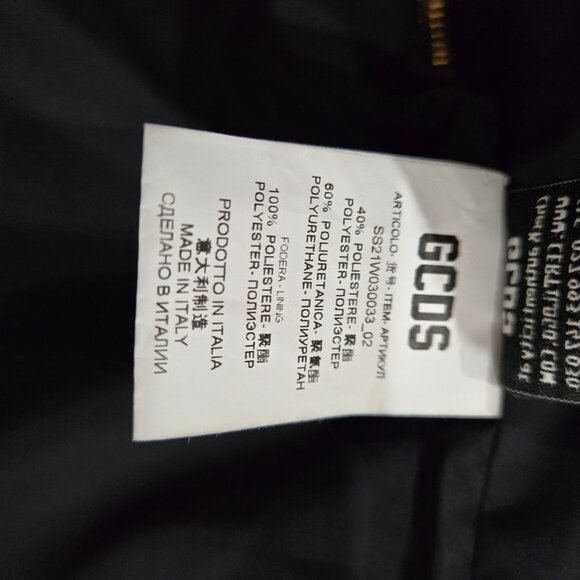 GCDS
ARTICOLO- 货号- ITEM- АРТИКУЛ
SS21W030033_02
40% POLIESTERE- 聚酯
POLYESTER- ПОЛИЭСТЕР
60% POLIURETANICA- 聚氨酯
POLYURETHANE- ПОЛИУРЕТАН
FODERA - LINING
100% POLIESTERE- 聚酯
POLYESTER- ПОЛИЭСТЕР
PRODOTTO IN ITALIA
意大利制造
MADE IN ITALY
СДЕЛАНО В ИТАЛИИ
GCDS